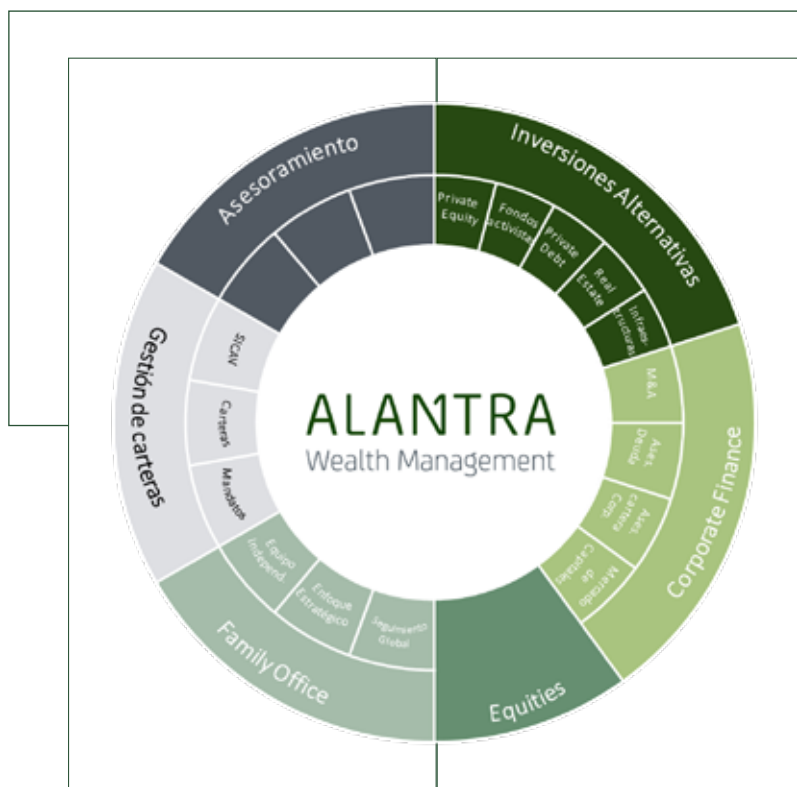 Asesoramiento
Inversiones Alternativas
Private
Equity
Fondos
activistas
Private
Debt
Real
Estate
Infraes-
tructuras
Corporate Finance
M&A
Ases.
Deuda
Ases.
cartera
Corp.
Mercado
de
Capitales
Equities
Family Office
Seguimiento
Global
Enfoque
Estratégico
Equipo
Independ.
Gestión de carteras
Mandatos
Carteras
SICAV
ALANTRA
Wealth Management